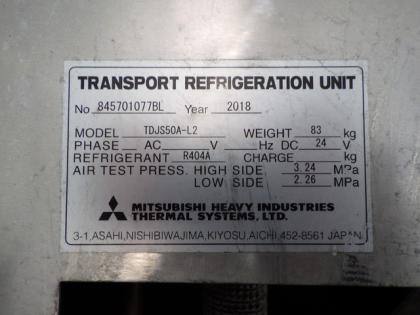 TRANSPORT REFRIGERATION UNIT
No 845701077BL Year 2018
MODEL TDJS50A-L2 WEIGHT 83 kg
PHASE AC V Hz DC 24 V
REFRIGERANT R404A CHARGE kg
AIR TEST PRESS. HIGH SIDE 3.24 MPa
LOW SIDE 2.26 MPa
MITSUBISHI HEAVY INDUSTRIES
THERMAL SYSTEMS, LTD.
3-1,ASAHI,NISHIBIWAJIMA,KIYOSU,AICHI,452-8561 JAPAN